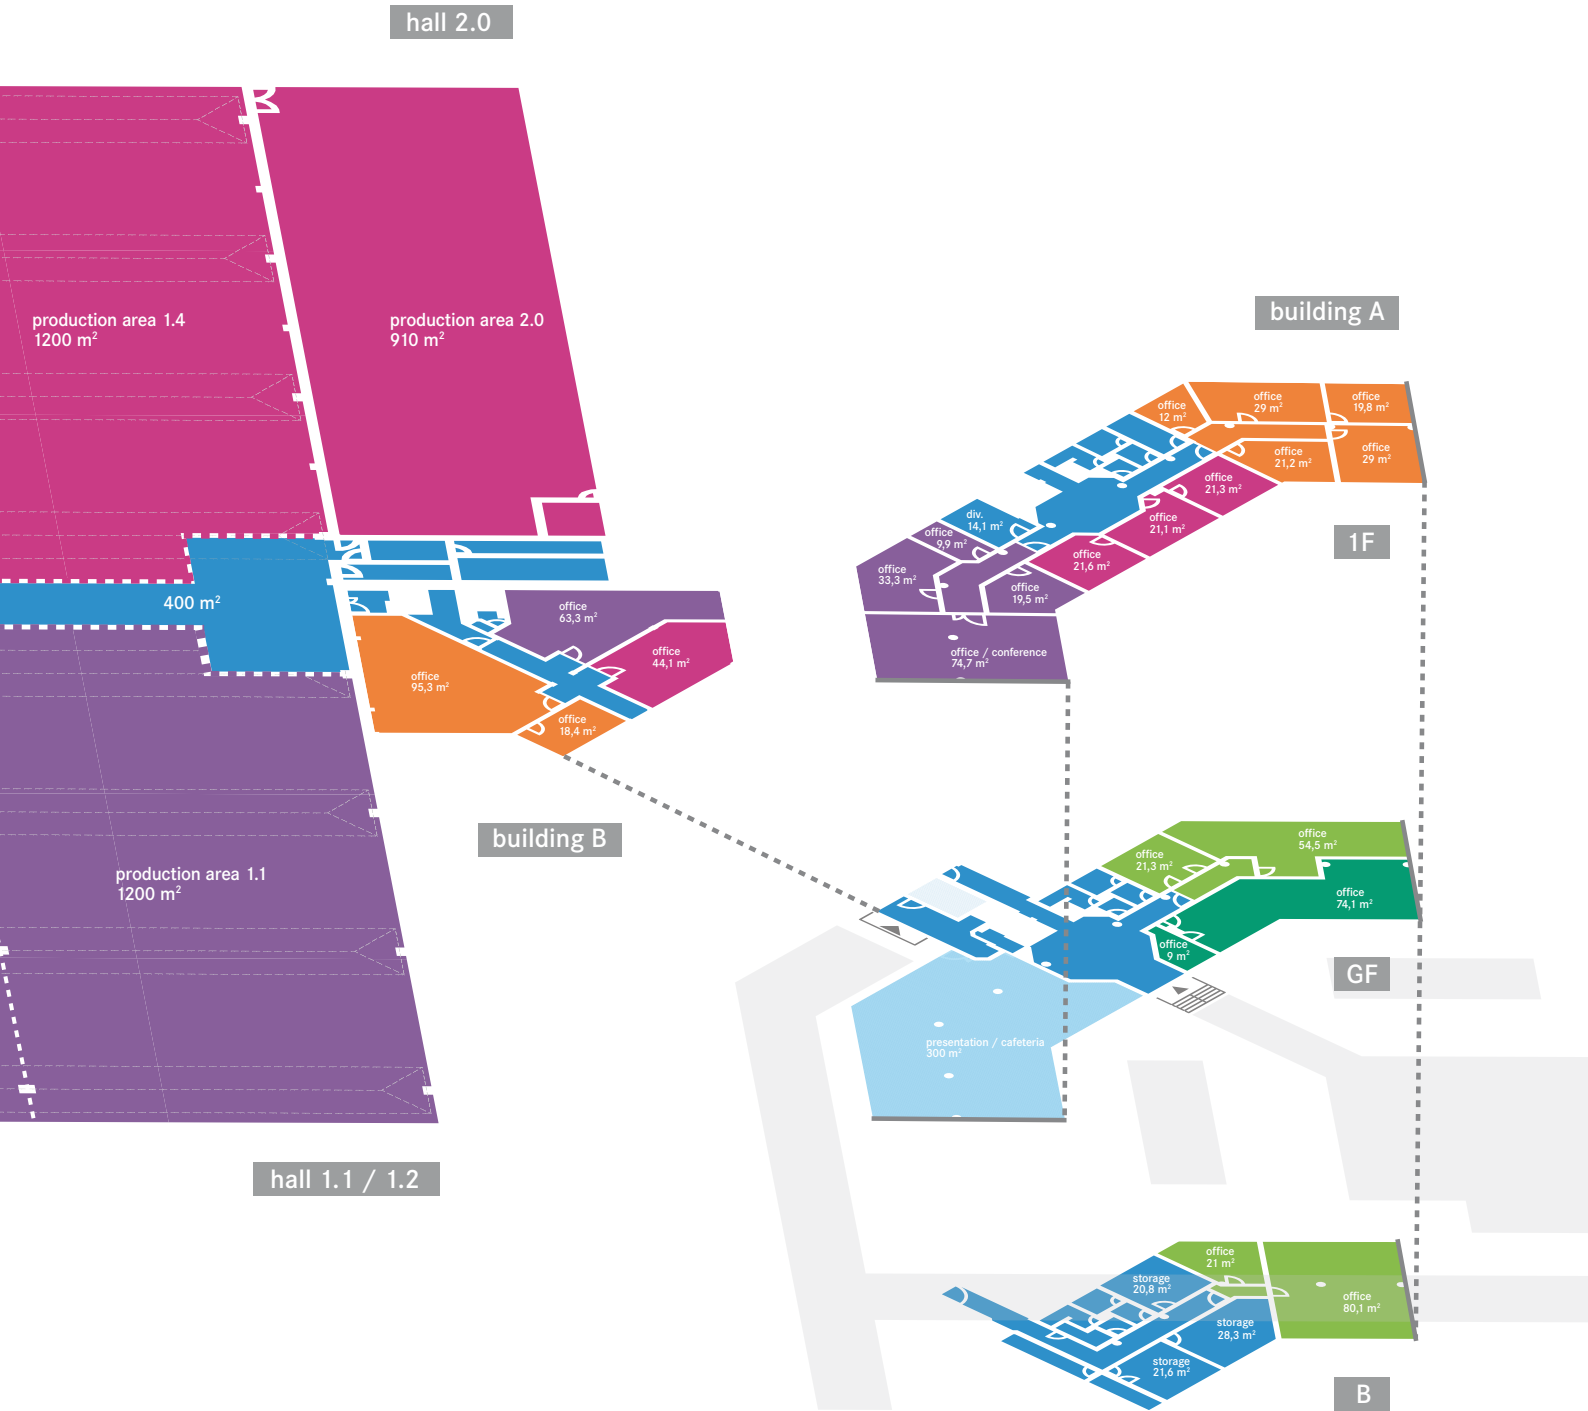 hall 2.0
production area 1.4
1200 m²
production area 2.0
910 m²
400 m²
office
63,3 m²
office
44,1 m²
office
95,3 m²
office
18,4 m²
building B
production area 1.1
1200 m²
hall 1.1 / 1.2
building A
office
12 m²
office
29 m²
office
19,8 m²
office
21,2 m²
office
29 m²
office
21,3 m²
office
21,1 m²
office
21,6 m²
div.
14,1 m²
office
9,9 m²
office
33,3 m²
office
19,5 m²
office / conference
74,7 m²
1F
office
54,5 m²
office
21,3 m²
office
74,1 m²
office
9 m²
GF
presentation / cafeteria
300 m²
office
21 m²
storage
20,8 m²
office
80,1 m²
storage
28,3 m²
storage
21,6 m²
B